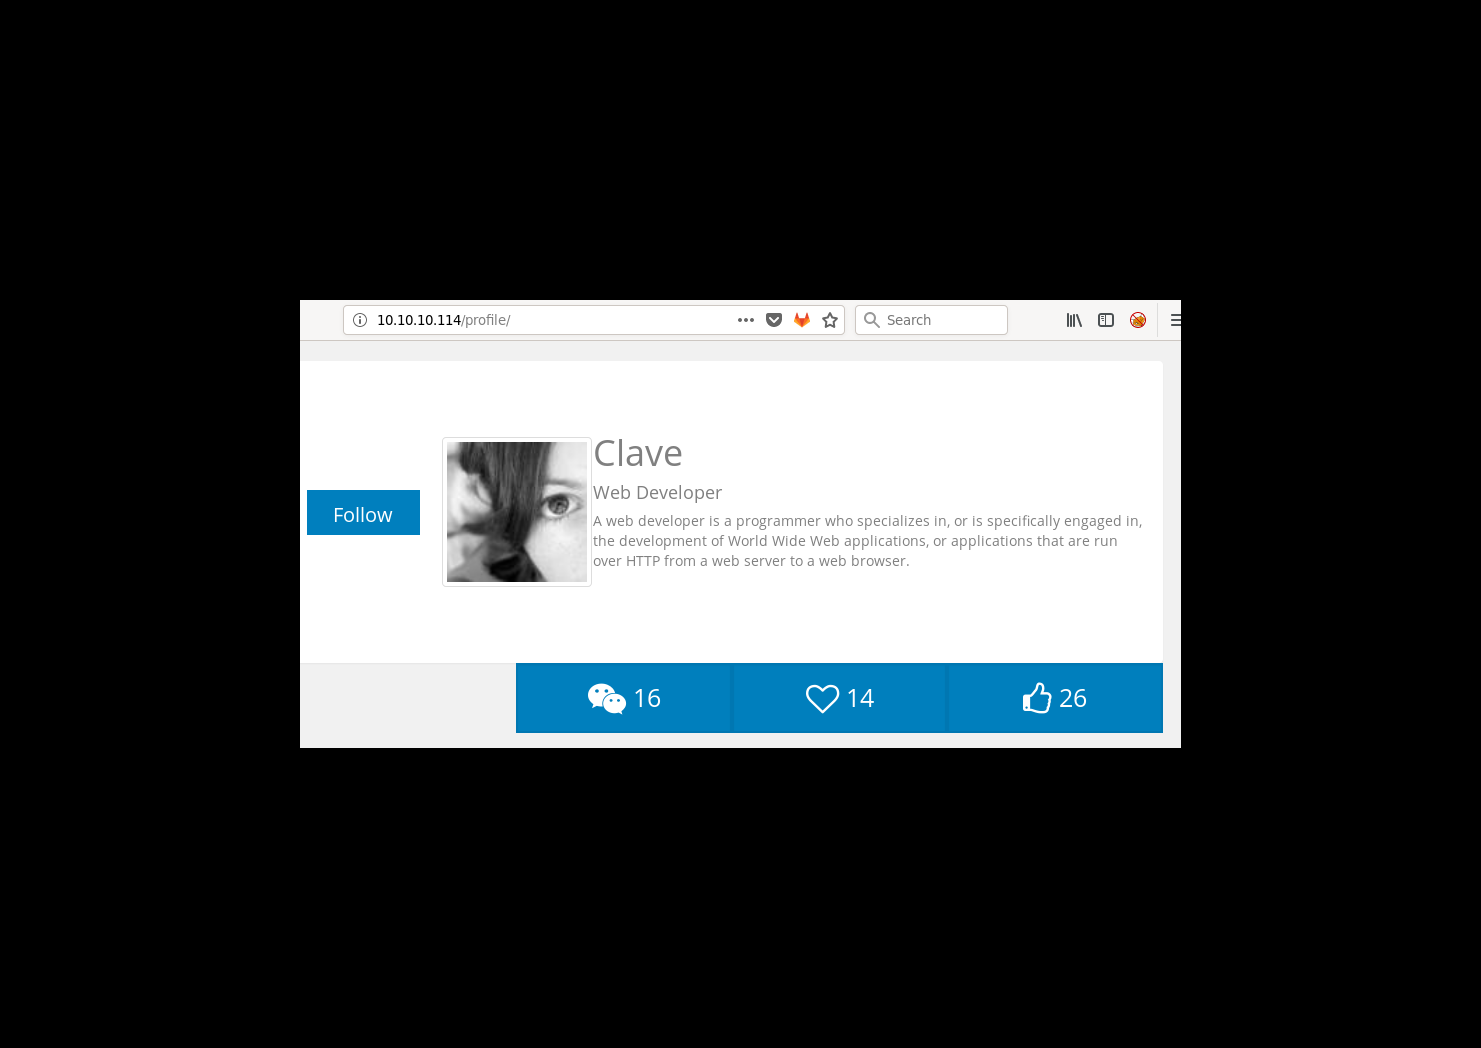 10.10.10.114/profile/
Search
Follow
Clave
Web Developer
A web developer is a programmer who specializes in, or is specifically engaged in,
the development of World Wide Web applications, or applications that are run
over HTTP from a web server to a web browser.
16
14
26